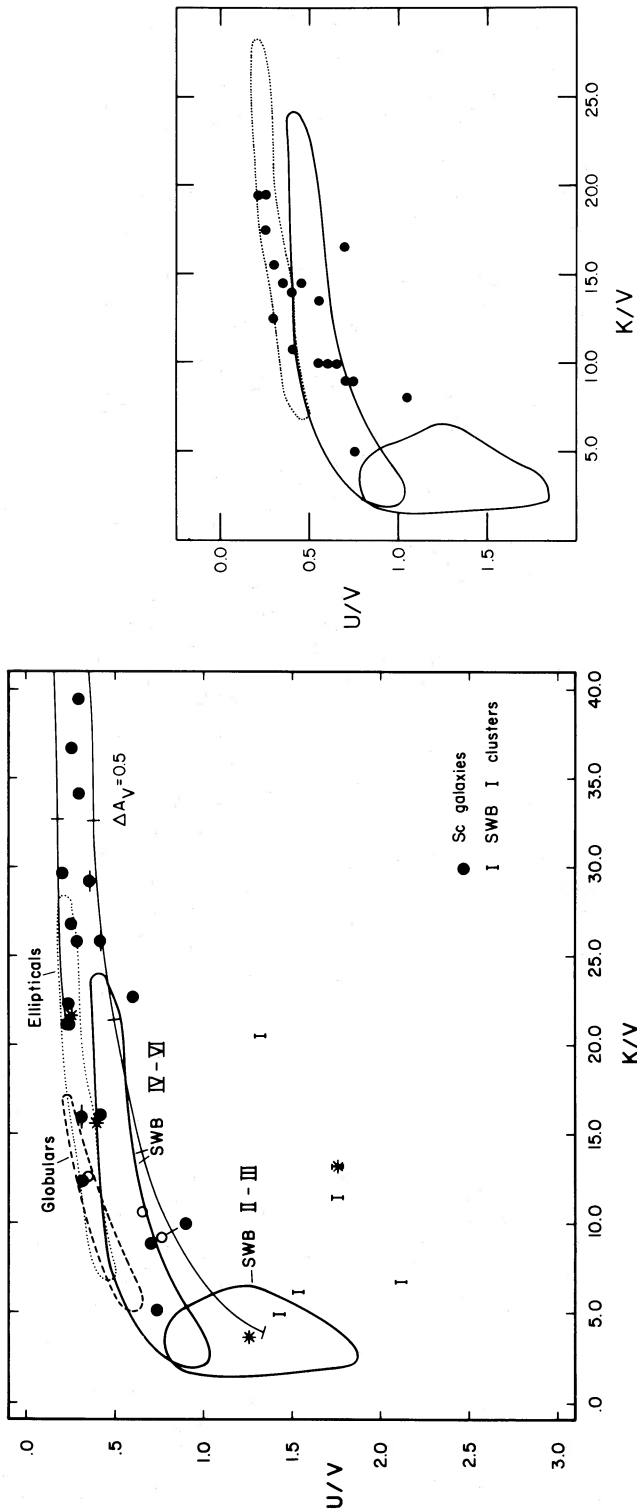 .0
.5
1.0
1.5
2.0
2.5
3.0
U/V
.0
5.0
10.0
15.0
20.0
25.0
30.0
35.0
40.0
K/V
Globulars
Ellipticals
SWB II-III
SWB IV-VI
ΔAV=0.5
● Sc galaxies
I SWB I clusters
I
I
I
I
I
0.0
0.5
1.0
1.5
U/V
5.0
10.0
15.0
20.0
25.0
K/V